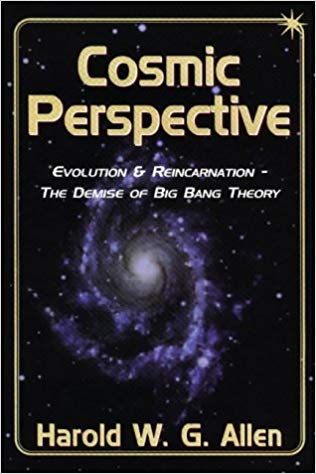 Cosmic
Perspective
Evolution & Reincarnation -
The Demise of Big Bang Theory
Harold W. G. Allen